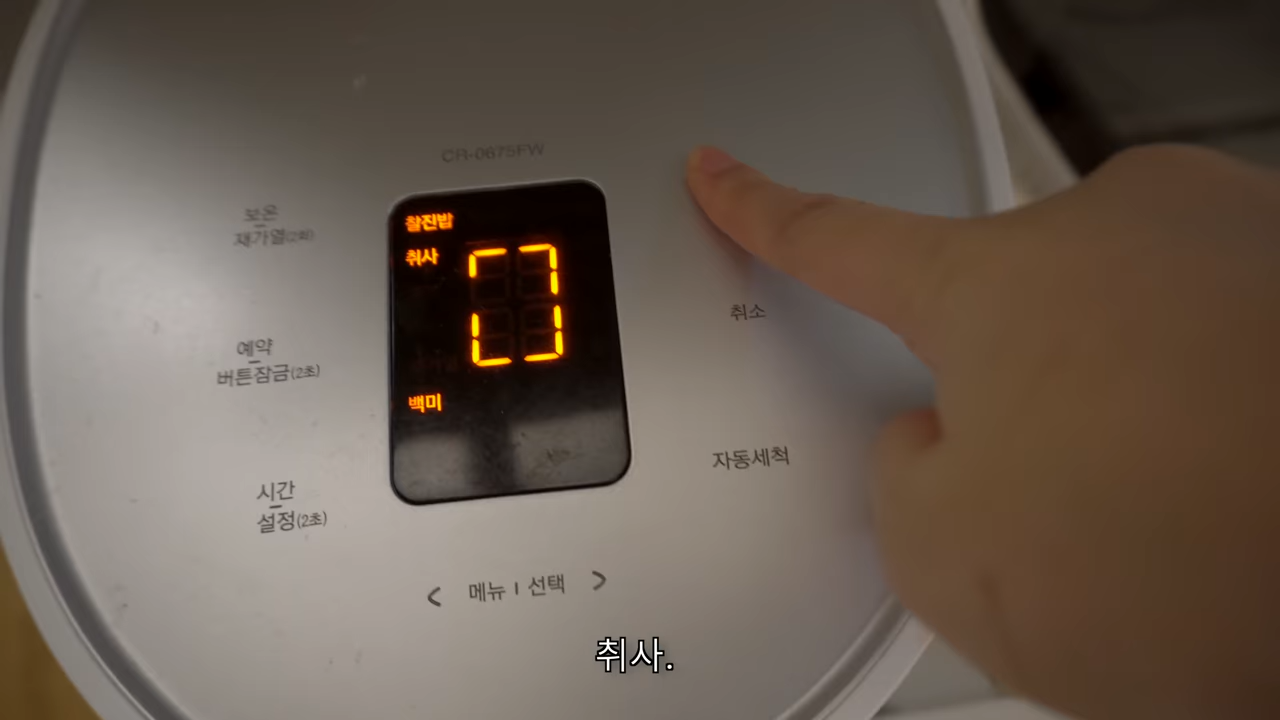 CR-0675FW
보온
재가열(2회)
예약
버튼잠금(2초)
시간
설정(2초)
찰진밥
취사
백미
취소
자동세척
< 메뉴 I 선택 >
취사.